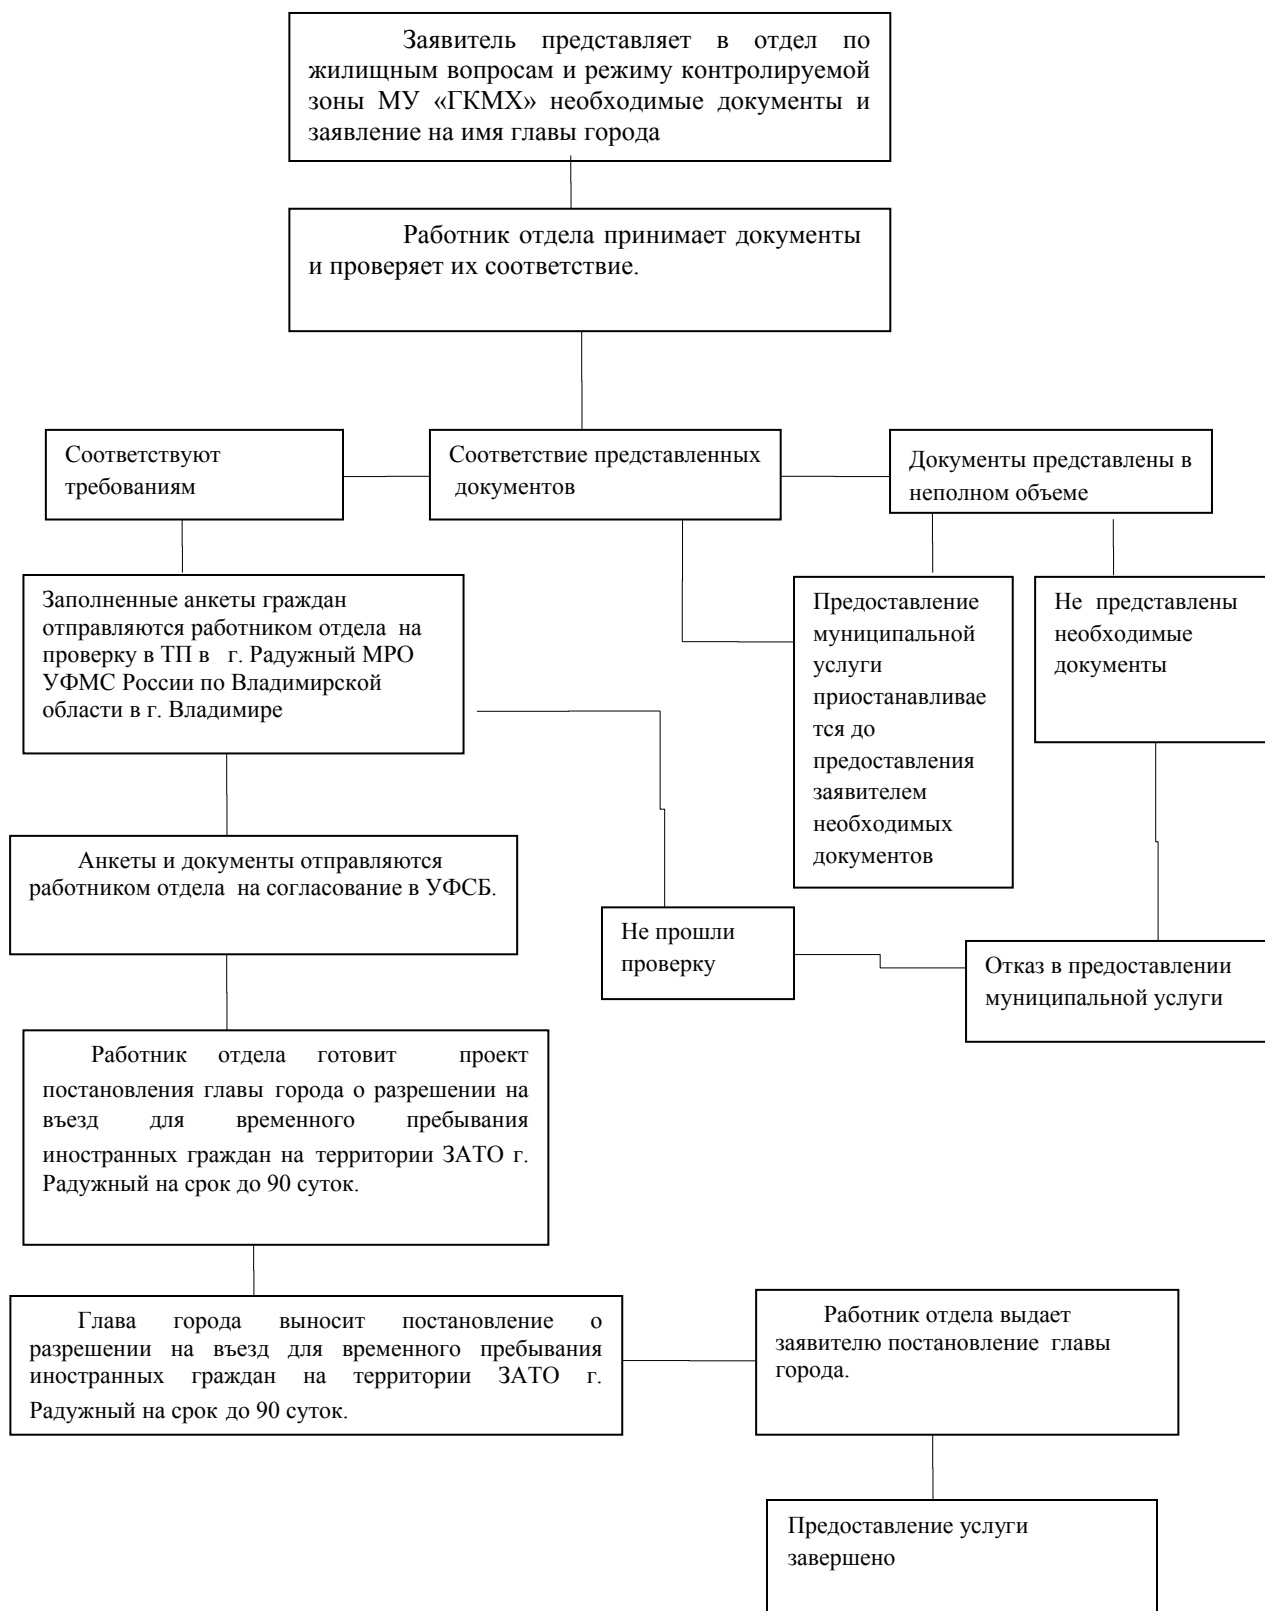 Заявитель представляет в отдел по
жилищным вопросам и режиму контролируемой
зоны МУ «ГКМХ» необходимые документы и
заявление на имя главы города
Работник отдела принимает документы
и проверяет их соответствие.
Соответствуют
требованиям
Соответствие представленных
документов
Документы представлены в
неполном объеме
Заполненные анкеты граждан
отправляются работником отдела на
проверку в ТП в г. Радужный МРО
УФМС России по Владимирской
области в г. Владимире
Предоставление
муниципальной
услуги
приостанавливае
тся до
предоставления
заявителем
необходимых
документов
Не представлены
необходимые
документы
Анкеты и документы отправляются
работником отдела на согласование в УФСБ.
Не прошли
проверку
Отказ в предоставлении
муниципальной услуги
Работник отдела готовит проект
постановления главы города о разрешении на
въезд для временного пребывания
иностранных граждан на территории ЗАТО г.
Радужный на срок до 90 суток.
Глава города выносит постановление о
разрешении на въезд для временного пребывания
иностранных граждан на территории ЗАТО г.
Радужный на срок до 90 суток.
Работник отдела выдает
заявителю постановление главы
города.
Предоставление услуги
завершено